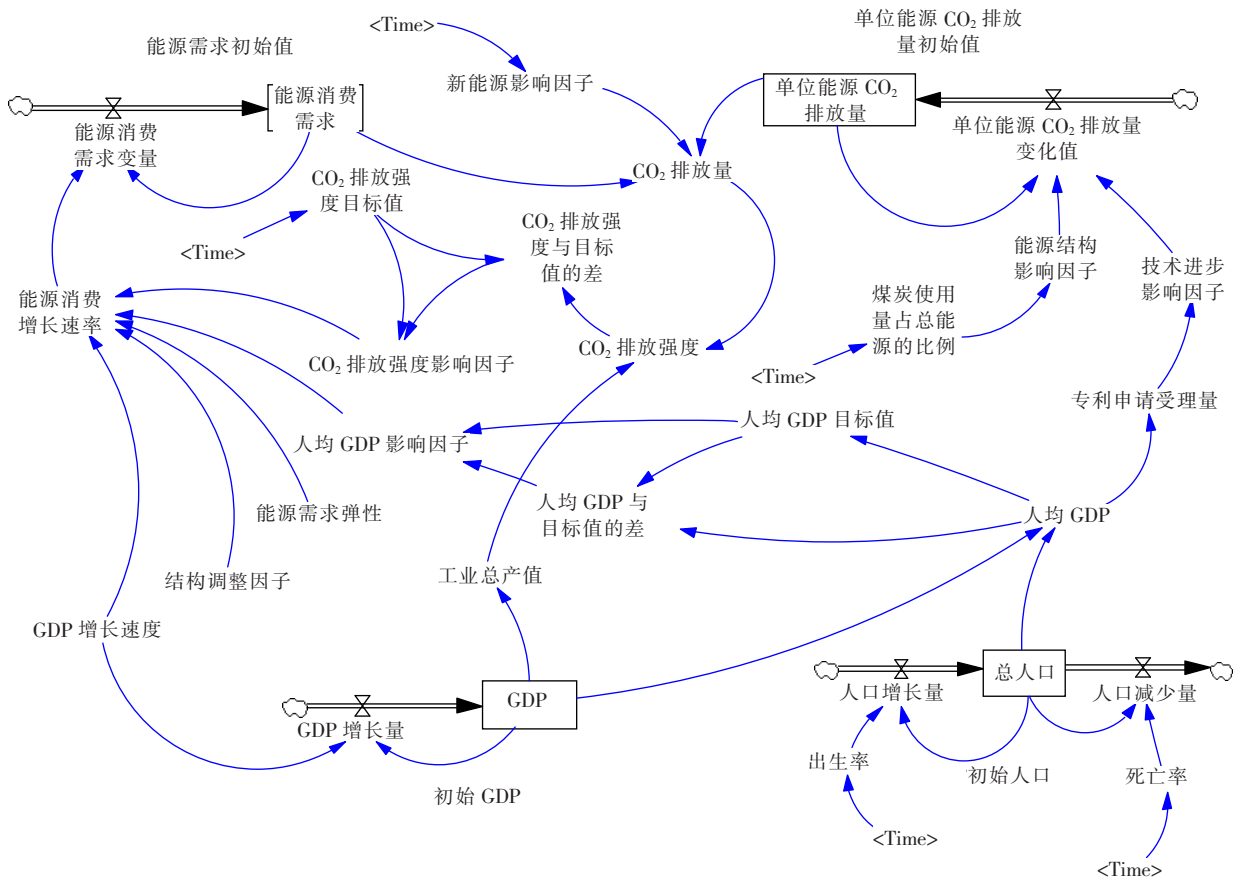 <Time>
能源需求初始值
单位能源 CO₂ 排放
量初始值
新能源影响因子
能源消费
需求
单位能源 CO₂
排放量
能源消费
需求变量
单位能源 CO₂ 排放量
变化值
CO₂ 排放量
CO₂ 排放强
度目标值
CO₂ 排放强
度与目标
值的差
<Time>
能源结构
影响因子
技术进步
影响因子
能源消费
增长速率
煤炭使用
量占总能
源的比例
CO₂ 排放强度
CO₂ 排放强度影响因子
<Time>
专利申请受理量
人均 GDP 目标值
人均 GDP 影响因子
人均 GDP 与
目标值的差
能源需求弹性
人均 GDP
工业总产值
结构调整因子
GDP 增长速度
总人口
人口增长量
人口减少量
GDP
GDP 增长量
出生率
初始人口
死亡率
初始 GDP
<Time>
<Time>